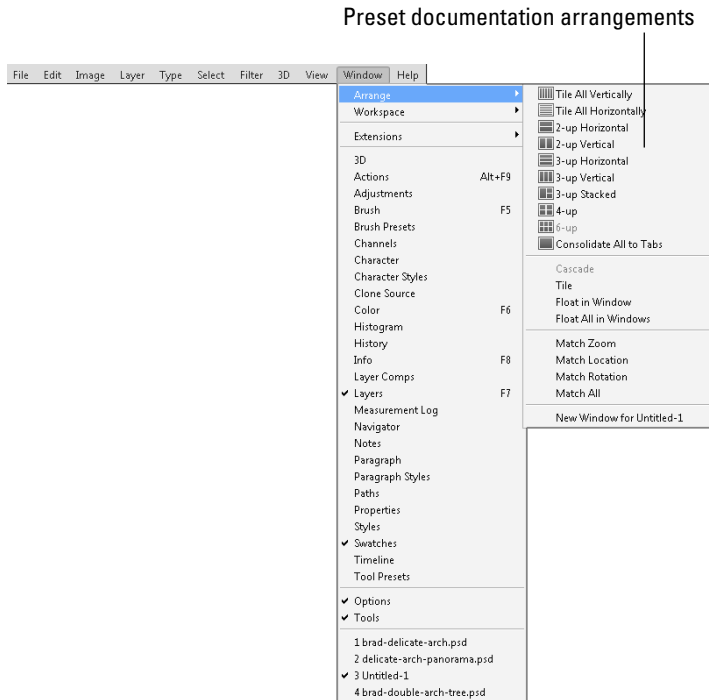 Preset documentation arrangements
File Edit Image Layer Type Select Filter 3D View Window Help
Arrange
Workspace
Extensions
3D
Actions Alt+F9
Adjustments
Brush F5
Brush Presets
Channels
Character
Character Styles
Clone Source
Color F6
Histogram
History
Info F8
Layer Comps
Layers F7
Measurement Log
Navigator
Notes
Paragraph
Paragraph Styles
Paths
Properties
Styles
Swatches
Timeline
Tool Presets
Options
Tools
1 brad-delicate-arch.psd
2 delicate-arch-panorama.psd
3 Untitled-1
4 brad-double-arch-tree.psd
Tile All Vertically
Tile All Horizontally
2-up Horizontal
2-up Vertical
3-up Horizontal
3-up Vertical
3-up Stacked
4-up
6-up
Consolidate All to Tabs
Cascade
Tile
Float in Window
Float All in Windows
Match Zoom
Match Location
Match Rotation
Match All
New Window for Untitled-1